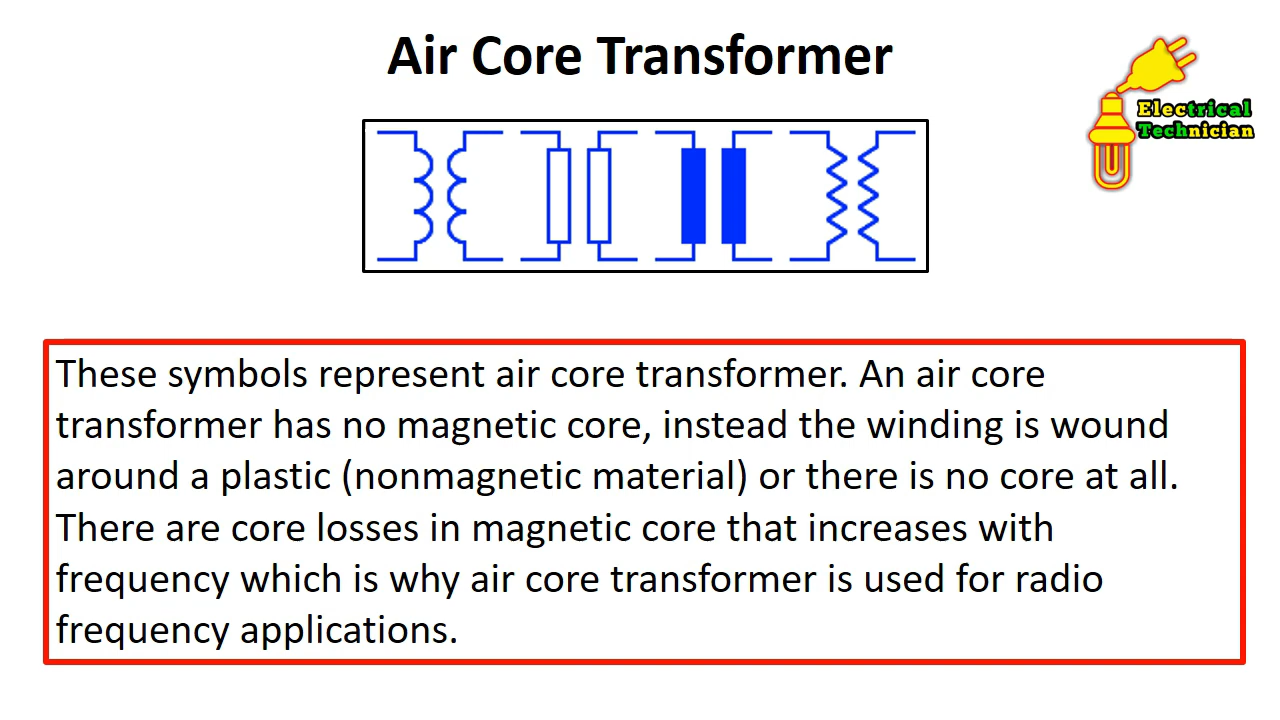 Air Core Transformer
Electrical
Technician
These symbols represent air core transformer. An air core
transformer has no magnetic core, instead the winding is wound
around a plastic (nonmagnetic material) or there is no core at all.
There are core losses in magnetic core that increases with
frequency which is why air core transformer is used for radio
frequency applications.